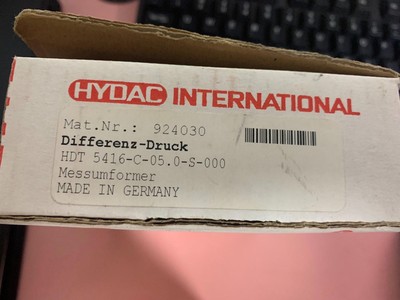 HYDAC INTERNATIONAL
Mat.Nr.: 924030
Differenz-Druck
HDT 5416-C-05.0-S-000
Messumformer
MADE IN GERMANY